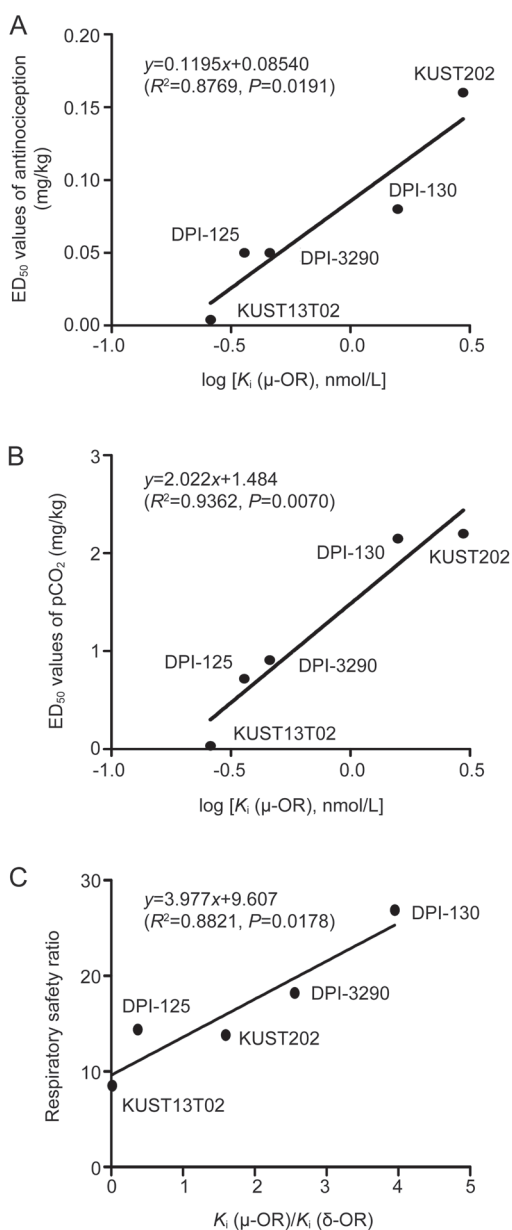 A
0.20
0.15
0.10
0.05
0.00
ED₅₀ values of antinociception
(mg/kg)
y=0.1195x+0.08540
(R²=0.8769, P=0.0191)
KUST202
DPI-130
DPI-125
DPI-3290
KUST13T02
-1.0
-0.5
0.0
0.5
log [Kᵢ (μ-OR), nmol/L]
B
3
2
1
0
ED₅₀ values of pCO₂ (mg/kg)
y=2.022x+1.484
(R²=0.9362, P=0.0070)
DPI-130
KUST202
DPI-125
DPI-3290
KUST13T02
-1.0
-0.5
0.0
0.5
log [Kᵢ (μ-OR), nmol/L]
C
30
20
10
0
Respiratory safety ratio
y=3.977x+9.607
(R²=0.8821, P=0.0178)
DPI-130
DPI-3290
DPI-125
KUST202
KUST13T02
0
1
2
3
4
5
Kᵢ (μ-OR)/Kᵢ (δ-OR)